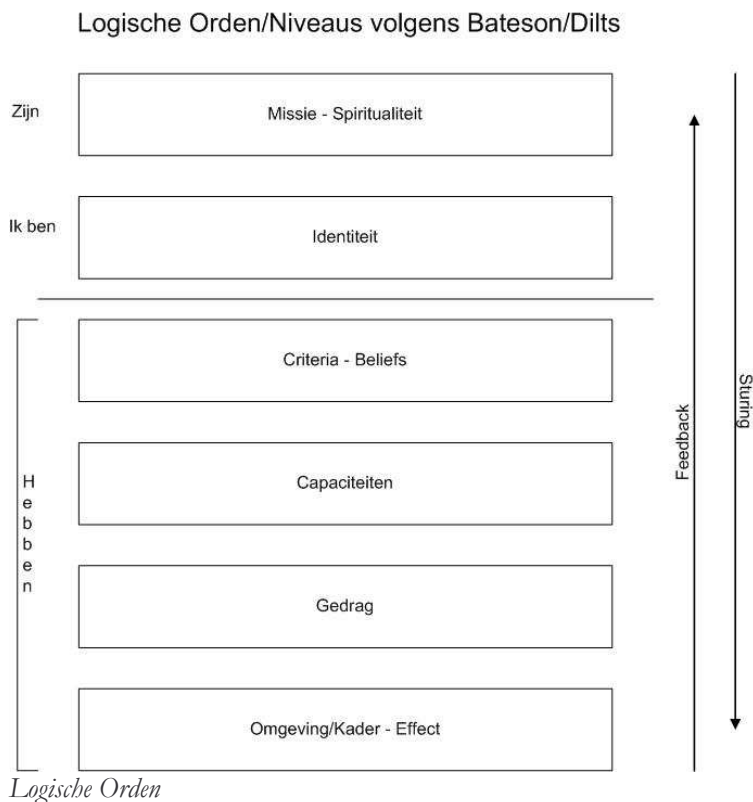 Logische Orden/Niveaus volgens Bateson/Dilts
Zijn
Missie - Spiritualiteit
Ik ben
Identiteit
Criteria - Beliefs
Capaciteiten
Hebben
Gedrag
Omgeving/Kader - Effect
Feedback
Sturing
Logische Orden